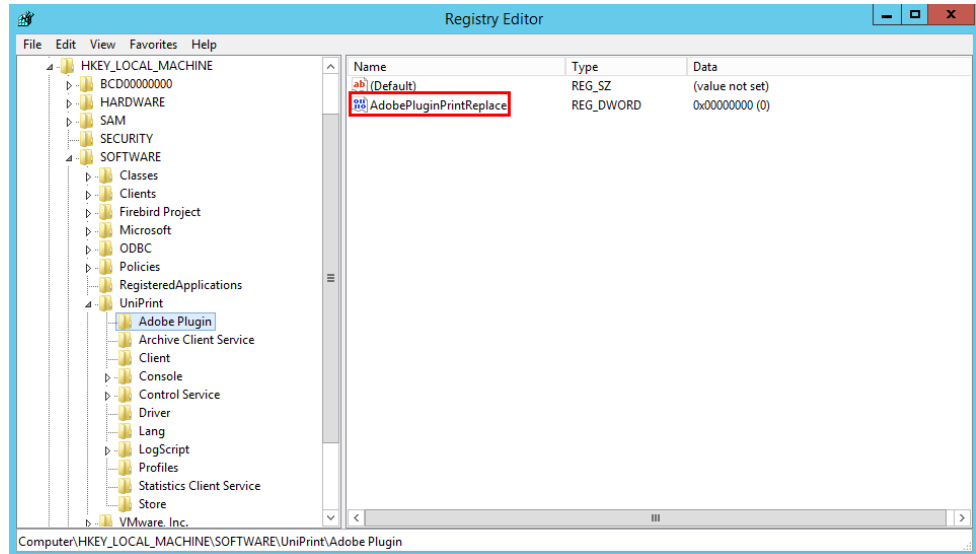 Registry Editor
File Edit View Favorites Help
HKEY_LOCAL_MACHINE
BCD00000000
HARDWARE
SAM
SECURITY
SOFTWARE
Classes
Clients
Firebird Project
Microsoft
ODBC
Policies
RegisteredApplications
UniPrint
Adobe Plugin
Archive Client Service
Client
Console
Control Service
Driver
Lang
LogScript
Profiles
Statistics Client Service
Store
VMware, Inc.
Name Type Data
(Default) REG_SZ (value not set)
AdobePluginPrintReplace REG_DWORD 0x00000000 (0)
Computer\HKEY_LOCAL_MACHINE\SOFTWARE\UniPrint\Adobe Plugin